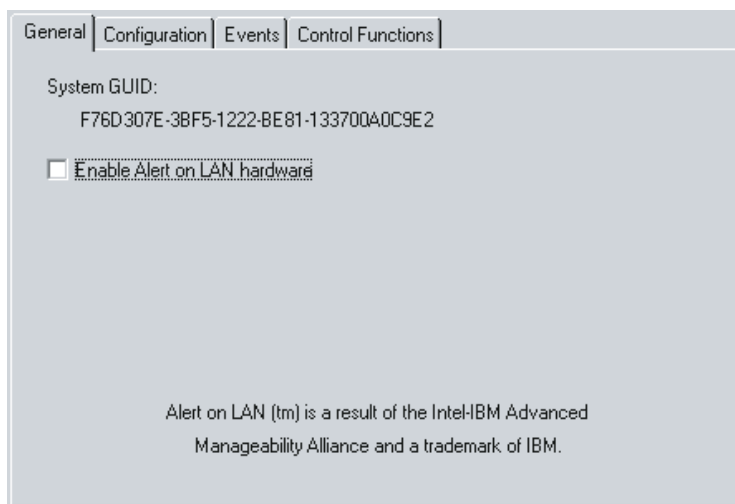 General Configuration Events Control Functions
System GUID:
F76D307E-3BF5-1222-BE81-133700A0C9E2
Enable Alert on LAN hardware
Alert on LAN (tm) is a result of the Intel-IBM Advanced
Manageability Alliance and a trademark of IBM.